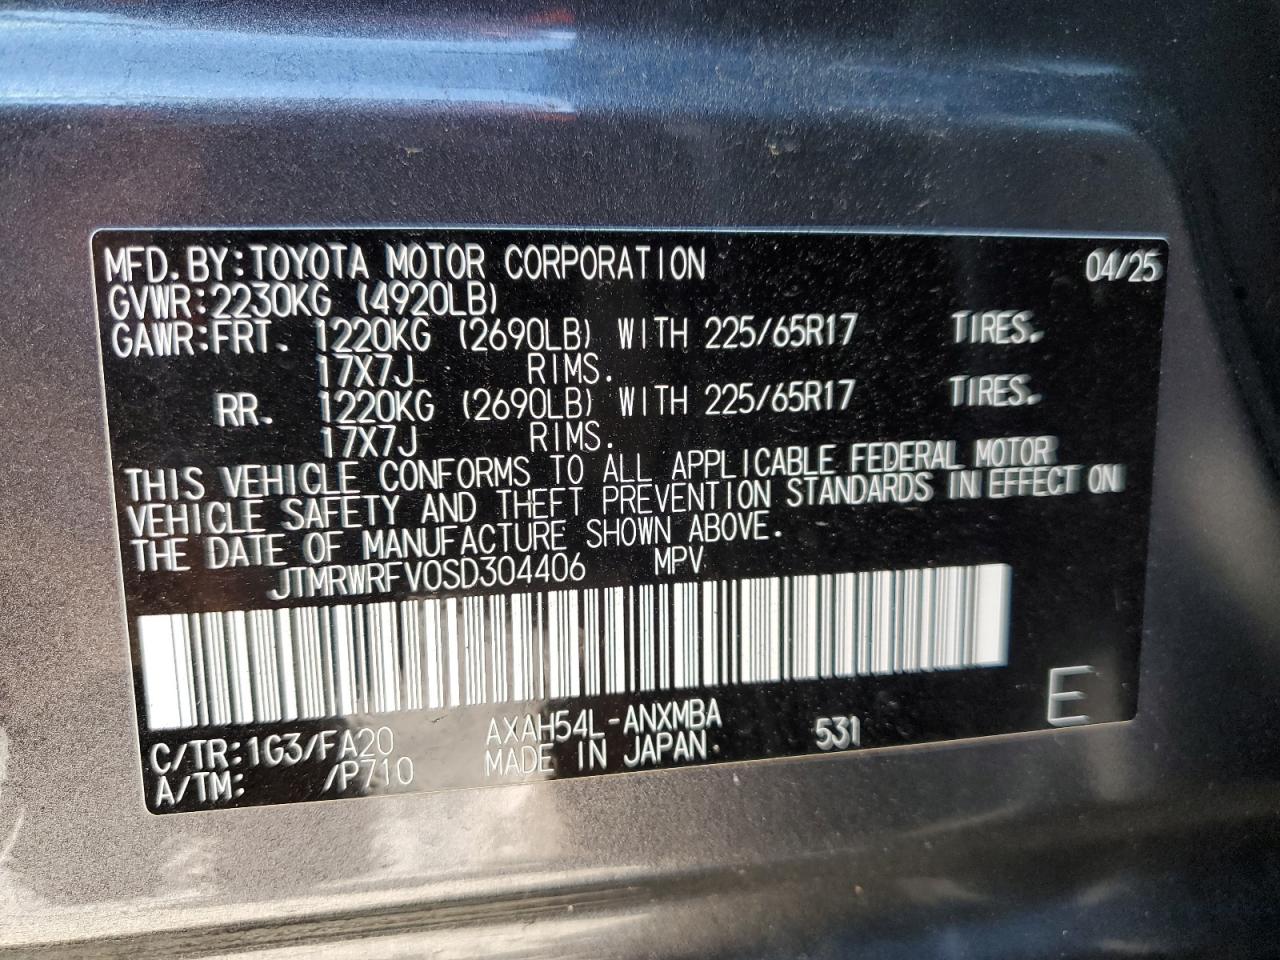 MFD.BY:TOYOTA MOTOR CORPORATION 04/25
GVWR:2230KG (4920LB)
GAWR:FRT. 1220KG (2690LB) WITH 225/65R17 TIRES.
17X7J RIMS.
RR. 1220KG (2690LB) WITH 225/65R17 TIRES.
17X7J RIMS.
THIS VEHICLE CONFORMS TO ALL APPLICABLE FEDERAL MOTOR
VEHICLE SAFETY AND THEFT PREVENTION STANDARDS IN EFFECT ON
THE DATE OF MANUFACTURE SHOWN ABOVE.
JTMRWRFV0SD304406 MPV
E
C/TR:1G3/FA20 AXAH54L-ANXMBA 531
A/TM: /P710 MADE IN JAPAN